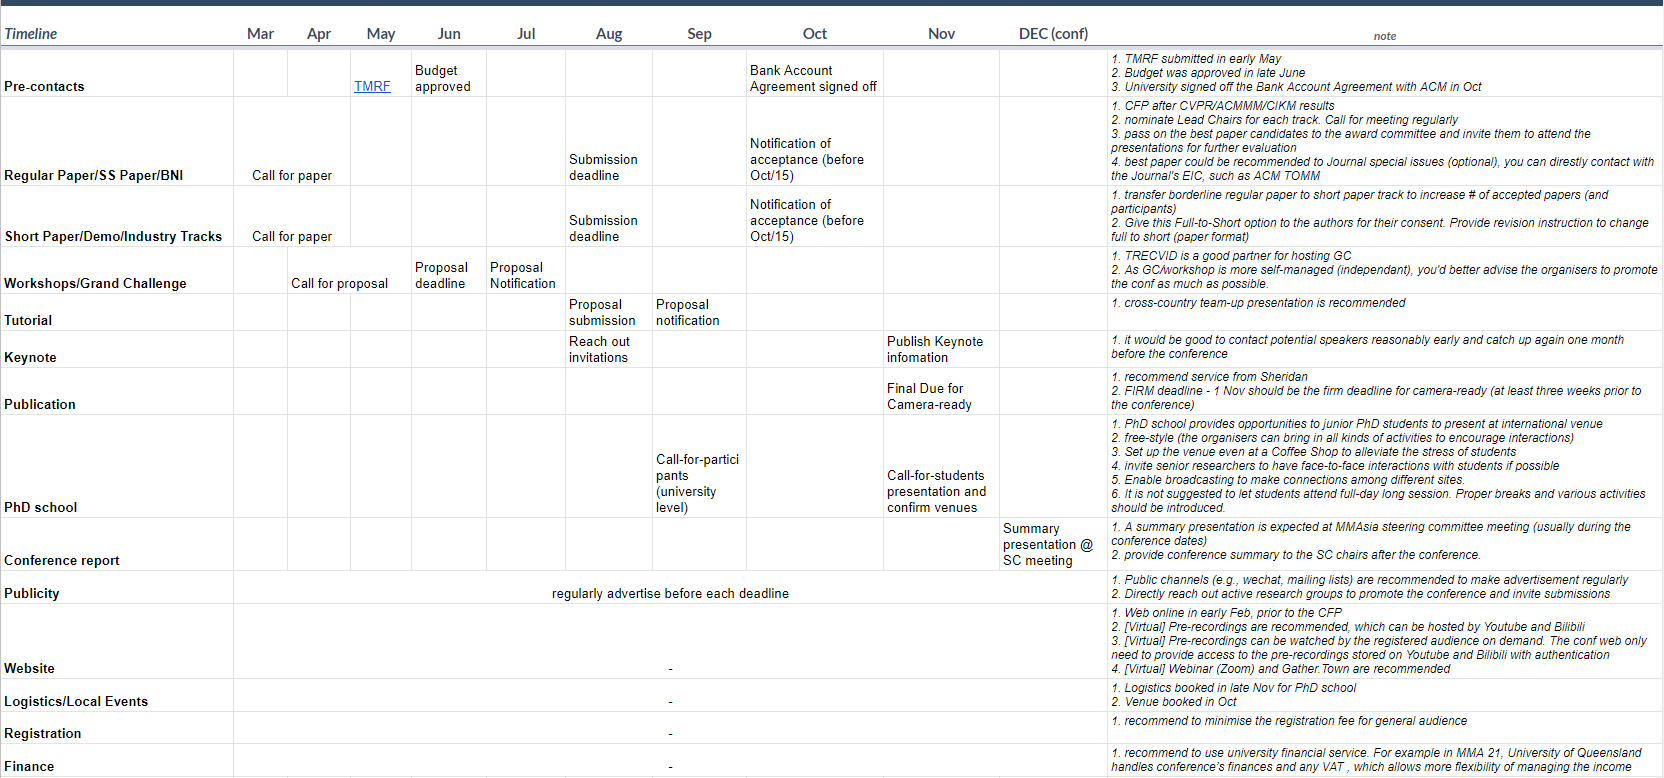 Timeline Mar Apr May Jun Jul Aug Sep Oct Nov DEC (conf) note
Pre-contacts
TMRF
Budget
approved
Bank Account
Agreement signed off
1. TMRF submitted in early May
2. Budget was approved in late June
3. University signed off the Bank Account Agreement with ACM in Oct
Regular Paper/SS Paper/BNI
Call for paper
Submission
deadline
Notification of
acceptance (before
Oct/15)
1. CFP after CVPR/ACMMM/CIKM results
2. nominate Lead Chairs for each track. Call for meeting regularly
3. pass on the best paper candidates to the award committee and invite them to attend the
presentations for further evaluation
4. best paper could be recommended to Journal special issues (optional), you can diredtly contact with
the Journal's EIC, such as ACM TOMM
Short Paper/Demo/Industry Tracks
Call for paper
Submission
deadline
Notification of
acceptance (before
Oct/15)
1. transfer borderline regular paper to short paper track to increase # of accepted papers (and
participants)
2. Give this Full-to-Short option to the authors for their consent. Provide revision instruction to change
full to short (paper format)
Workshops/Grand Challenge
Call for proposal
Proposal
deadline
Proposal
Notification
1. TRECVID is a good partner for hosting GC
2. As GC/workshop is more self-managed (independant), you'd better advise the organisers to promote
the conf as much as possible.
Tutorial
Proposal
submission
Proposal
notification
1. cross-country team-up presentation is recommended
Keynote
Reach out
invitations
Publish Keynote
infomation
1. it would be good to contact potential speakers reasonably early and catch up again one month
before the conference
Publication
Final Due for
Camera-ready
1. recommend service from Sheridan
2. FIRM deadline - 1 Nov should be the firm deadline for camera-ready (at least three weeks prior to
the conference)
PhD school
Call-for-partici
pants
(university
level)
Call-for-students
presentation and
confirm venues
1. PhD school provides opportunities to junior PhD students to present at international venue
2. free-style (the organisers can bring in all kinds of activities to encourage interactions)
3. Set up the venue even at a Coffee Shop to alleviate the stress of students
4. invite senior researchers to have face-to-face interactions with students if possible
5. Enable broadcasting to make connections among different sites.
6. It is not suggested to let students attend full-day long session. Proper breaks and various activities
should be introduced.
Conference report
Summary
presentation @
SC meeting
1. A summary presentation is expected at MMAsia steering committee meeting (usually during the
conference dates)
2. provide conference summary to the SC chairs after the conference.
Publicity
regularly advertise before each deadline
1. Public channels (e.g., wechat, mailing lists) are recommended to make advertisement regularly
2. Directly reach out active research groups to promote the conference and invite submissions
Website
-
1. Web online in early Feb, prior to the CFP
2. [Virtual] Pre-recordings are recommended, which can be hosted by Youtube and Bilibili
3. [Virtual] Pre-recordings can be watched by the registered audience on demand. The conf web only
need to provide access to the pre-recordings stored on Youtube and Bilibili with authentication
4. [Virtual] Webinar (Zoom) and Gather.Town are recommended
Logistics/Local Events
-
1. Logistics booked in late Nov for PhD school
2. Venue booked in Oct
Registration
-
1. recommend to minimise the registration fee for general audience
Finance
-
1. recommend to use university financial service. For example in MMA 21, University of Queensland
handles conference's finances and any VAT , which allows more flexibility of managing the income